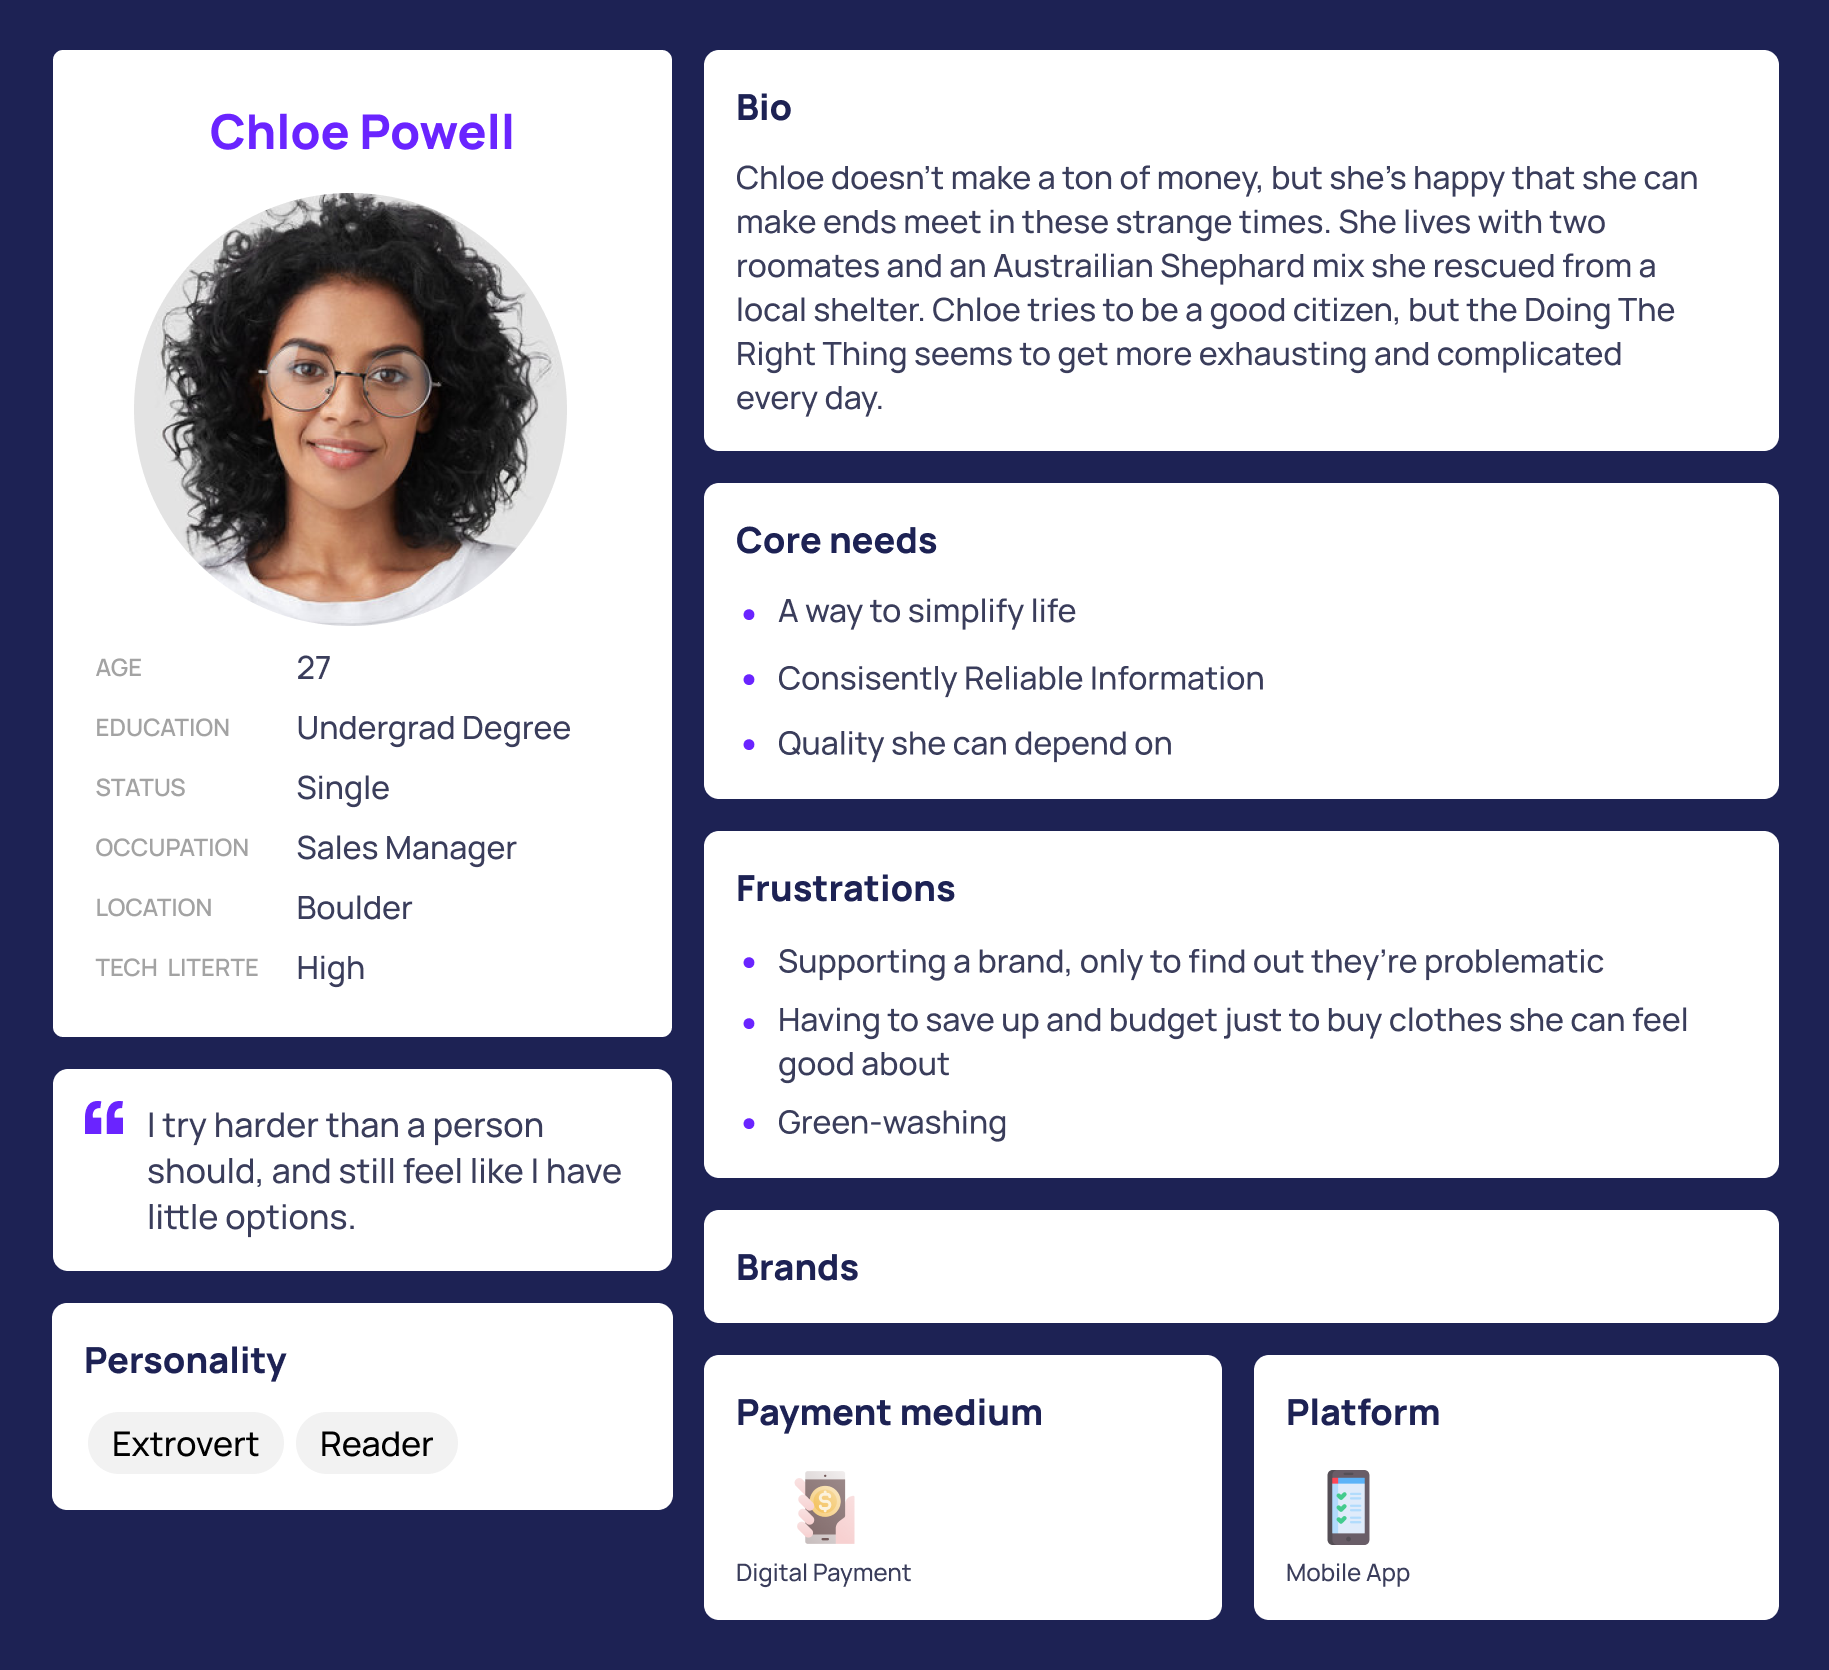 Chloe Powell
AGE 27
EDUCATION Undergrad Degree
STATUS Single
OCCUPATION Sales Manager
LOCATION Boulder
TECH LITERTE High
“ I try harder than a person
should, and still feel like I have
little options.
Personality
Extrovert Reader
Bio
Chloe doesn’t make a ton of money, but she’s happy that she can
make ends meet in these strange times. She lives with two
roomates and an Austrailian Shephard mix she rescued from a
local shelter. Chloe tries to be a good citizen, but the Doing The
Right Thing seems to get more exhausting and complicated
every day.
Core needs
• A way to simplify life
• Consisently Reliable Information
• Quality she can depend on
Frustrations
• Supporting a brand, only to find out they’re problematic
• Having to save up and budget just to buy clothes she can feel
good about
• Green-washing
Brands
Payment medium
$
Digital Payment
Platform
Mobile App